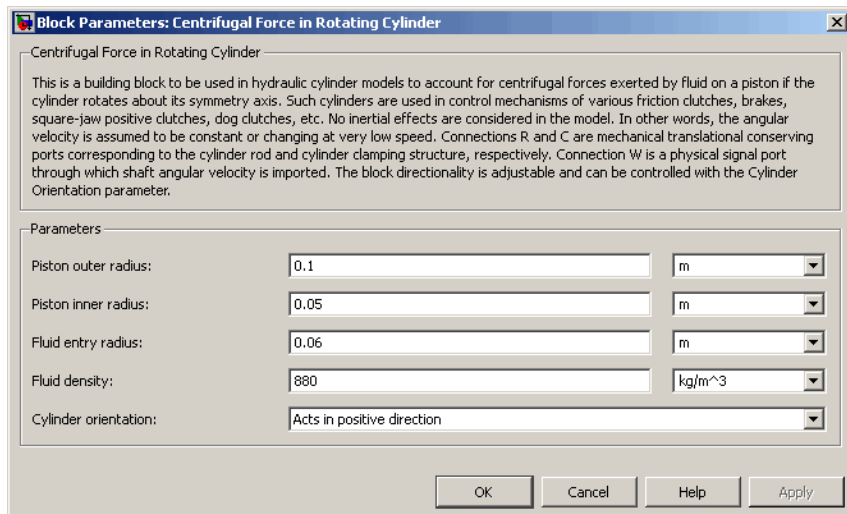 Block Parameters: Centrifugal Force in Rotating Cylinder
Centrifugal Force in Rotating Cylinder
This is a building block to be used in hydraulic cylinder models to account for centrifugal forces exerted by fluid on a piston if the
cylinder rotates about its symmetry axis. Such cylinders are used in control mechanisms of various friction clutches, brakes,
square-jaw positive clutches, dog clutches, etc. No inertial effects are considered in the model. In other words, the angular
velocity is assumed to be constant or changing at very low speed. Connections R and C are mechanical translational conserving
ports corresponding to the cylinder rod and cylinder clamping structure, respectively. Connection W is a physical signal port
through which shaft angular velocity is imported. The block directionality is adjustable and can be controlled with the Cylinder
Orientation parameter.
Parameters
Piston outer radius: 0.1 m
Piston inner radius: 0.05 m
Fluid entry radius: 0.06 m
Fluid density: 880 kg/m^3
Cylinder orientation: Acts in positive direction
OK Cancel Help Apply